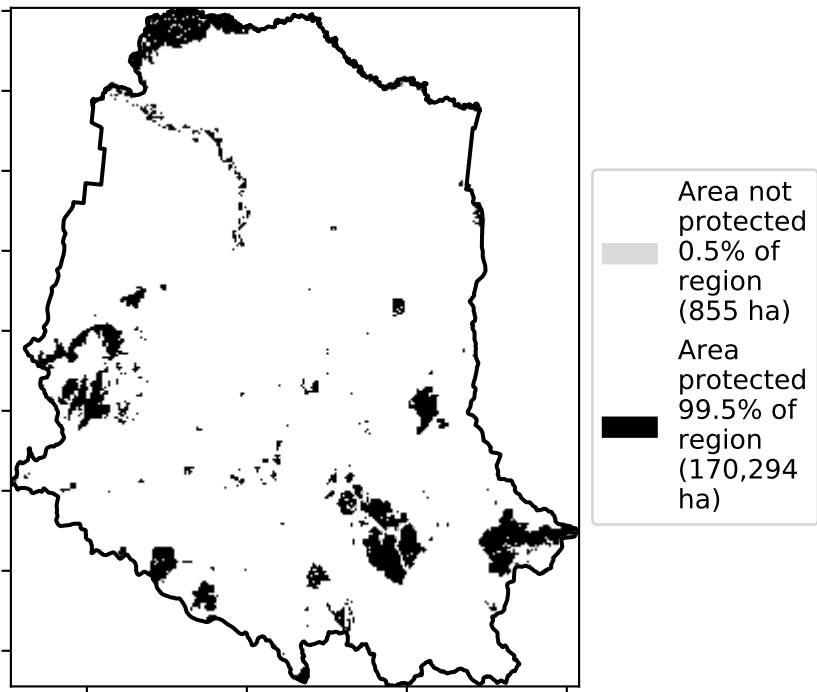 Area not
protected
0.5% of
region
(855 ha)
Area
protected
99.5% of
region
(170,294
ha)